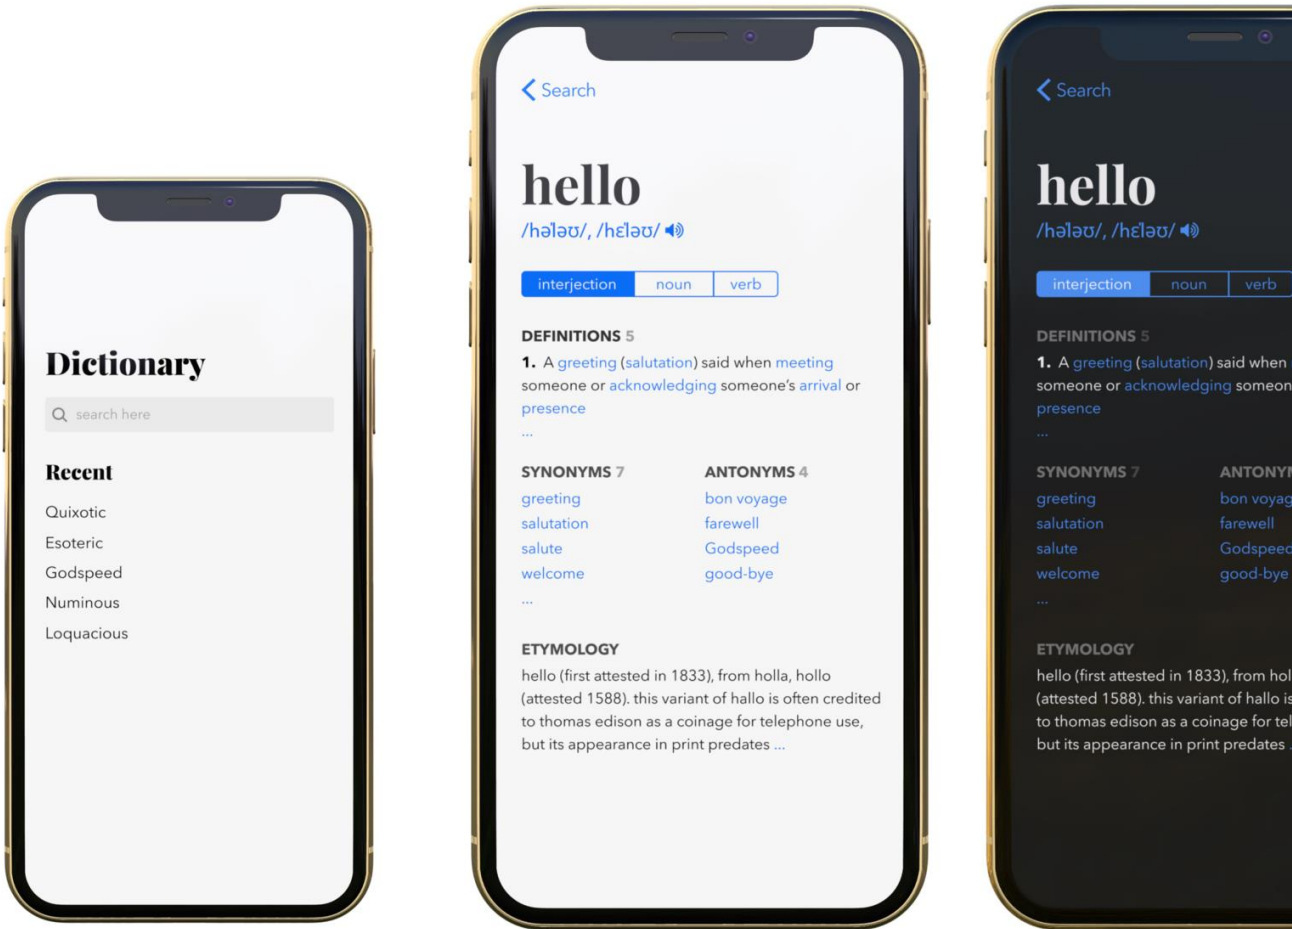 Dictionary
search here
Recent
Quixotic
Esoteric
Godspeed
Numinous
Loquacious
Search
hello
/həˈləʊ/, /hɛˈləʊ/
interjection noun verb
DEFINITIONS 5
1. A greeting (salutation) said when meeting
someone or acknowledging someone's arrival or
presence
...
SYNONYMS 7
greeting
salutation
salute
welcome
...
ANTONYMS 4
bon voyage
farewell
Godspeed
good-bye
ETYMOLOGY
hello (first attested in 1833), from holla, hollo
(attested 1588). this variant of hallo is often credited
to thomas edison as a coinage for telephone use,
but its appearance in print predates ...
Search
hello
/həˈləʊ/, /hɛˈləʊ/
interjection noun verb
DEFINITIONS 5
1. A greeting (salutation) said when
someone or acknowledging
presence
...
SYNONYMS 7
greeting
salutation
salute
welcome
...
farewell
good-bye
ETYMOLOGY
hello (first attested in 1833), from
(attested 1588). this variant of hallo
to thomas edison as a coinage for
but its appearance in print predates